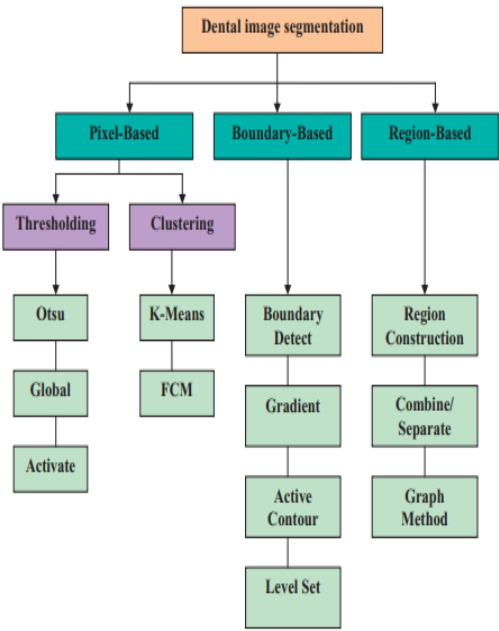 Dental image segmentation
Pixel-Based
Boundary-Based
Region-Based
Thresholding
Clustering
Otsu
Global
Activate
K-Means
FCM
Boundary
Detect
Gradient
Active
Contour
Level Set
Region
Construction
Combine/
Separate
Graph
Method